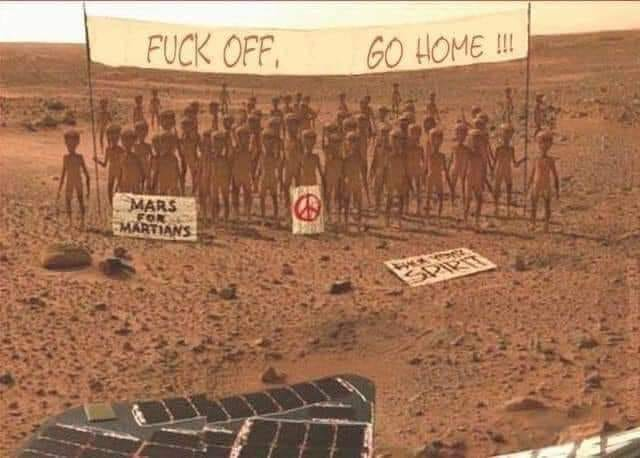 FUCK OFF, GO HOME !!!
MARS
FOR
MARTIANS
SPIRIT